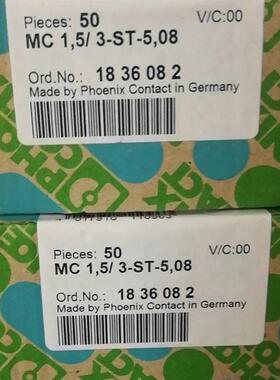 Pieces: 50 V/C:00
MC 1,5/ 3-ST-5,08
Ord.No.: 18 36 08 2
Made by Phoenix Contact in Germany
Pieces: 50 V/C:00
MC 1,5/ 3-ST-5,08
Ord.No.: 18 36 08 2
Made by Phoenix Contact in Germany